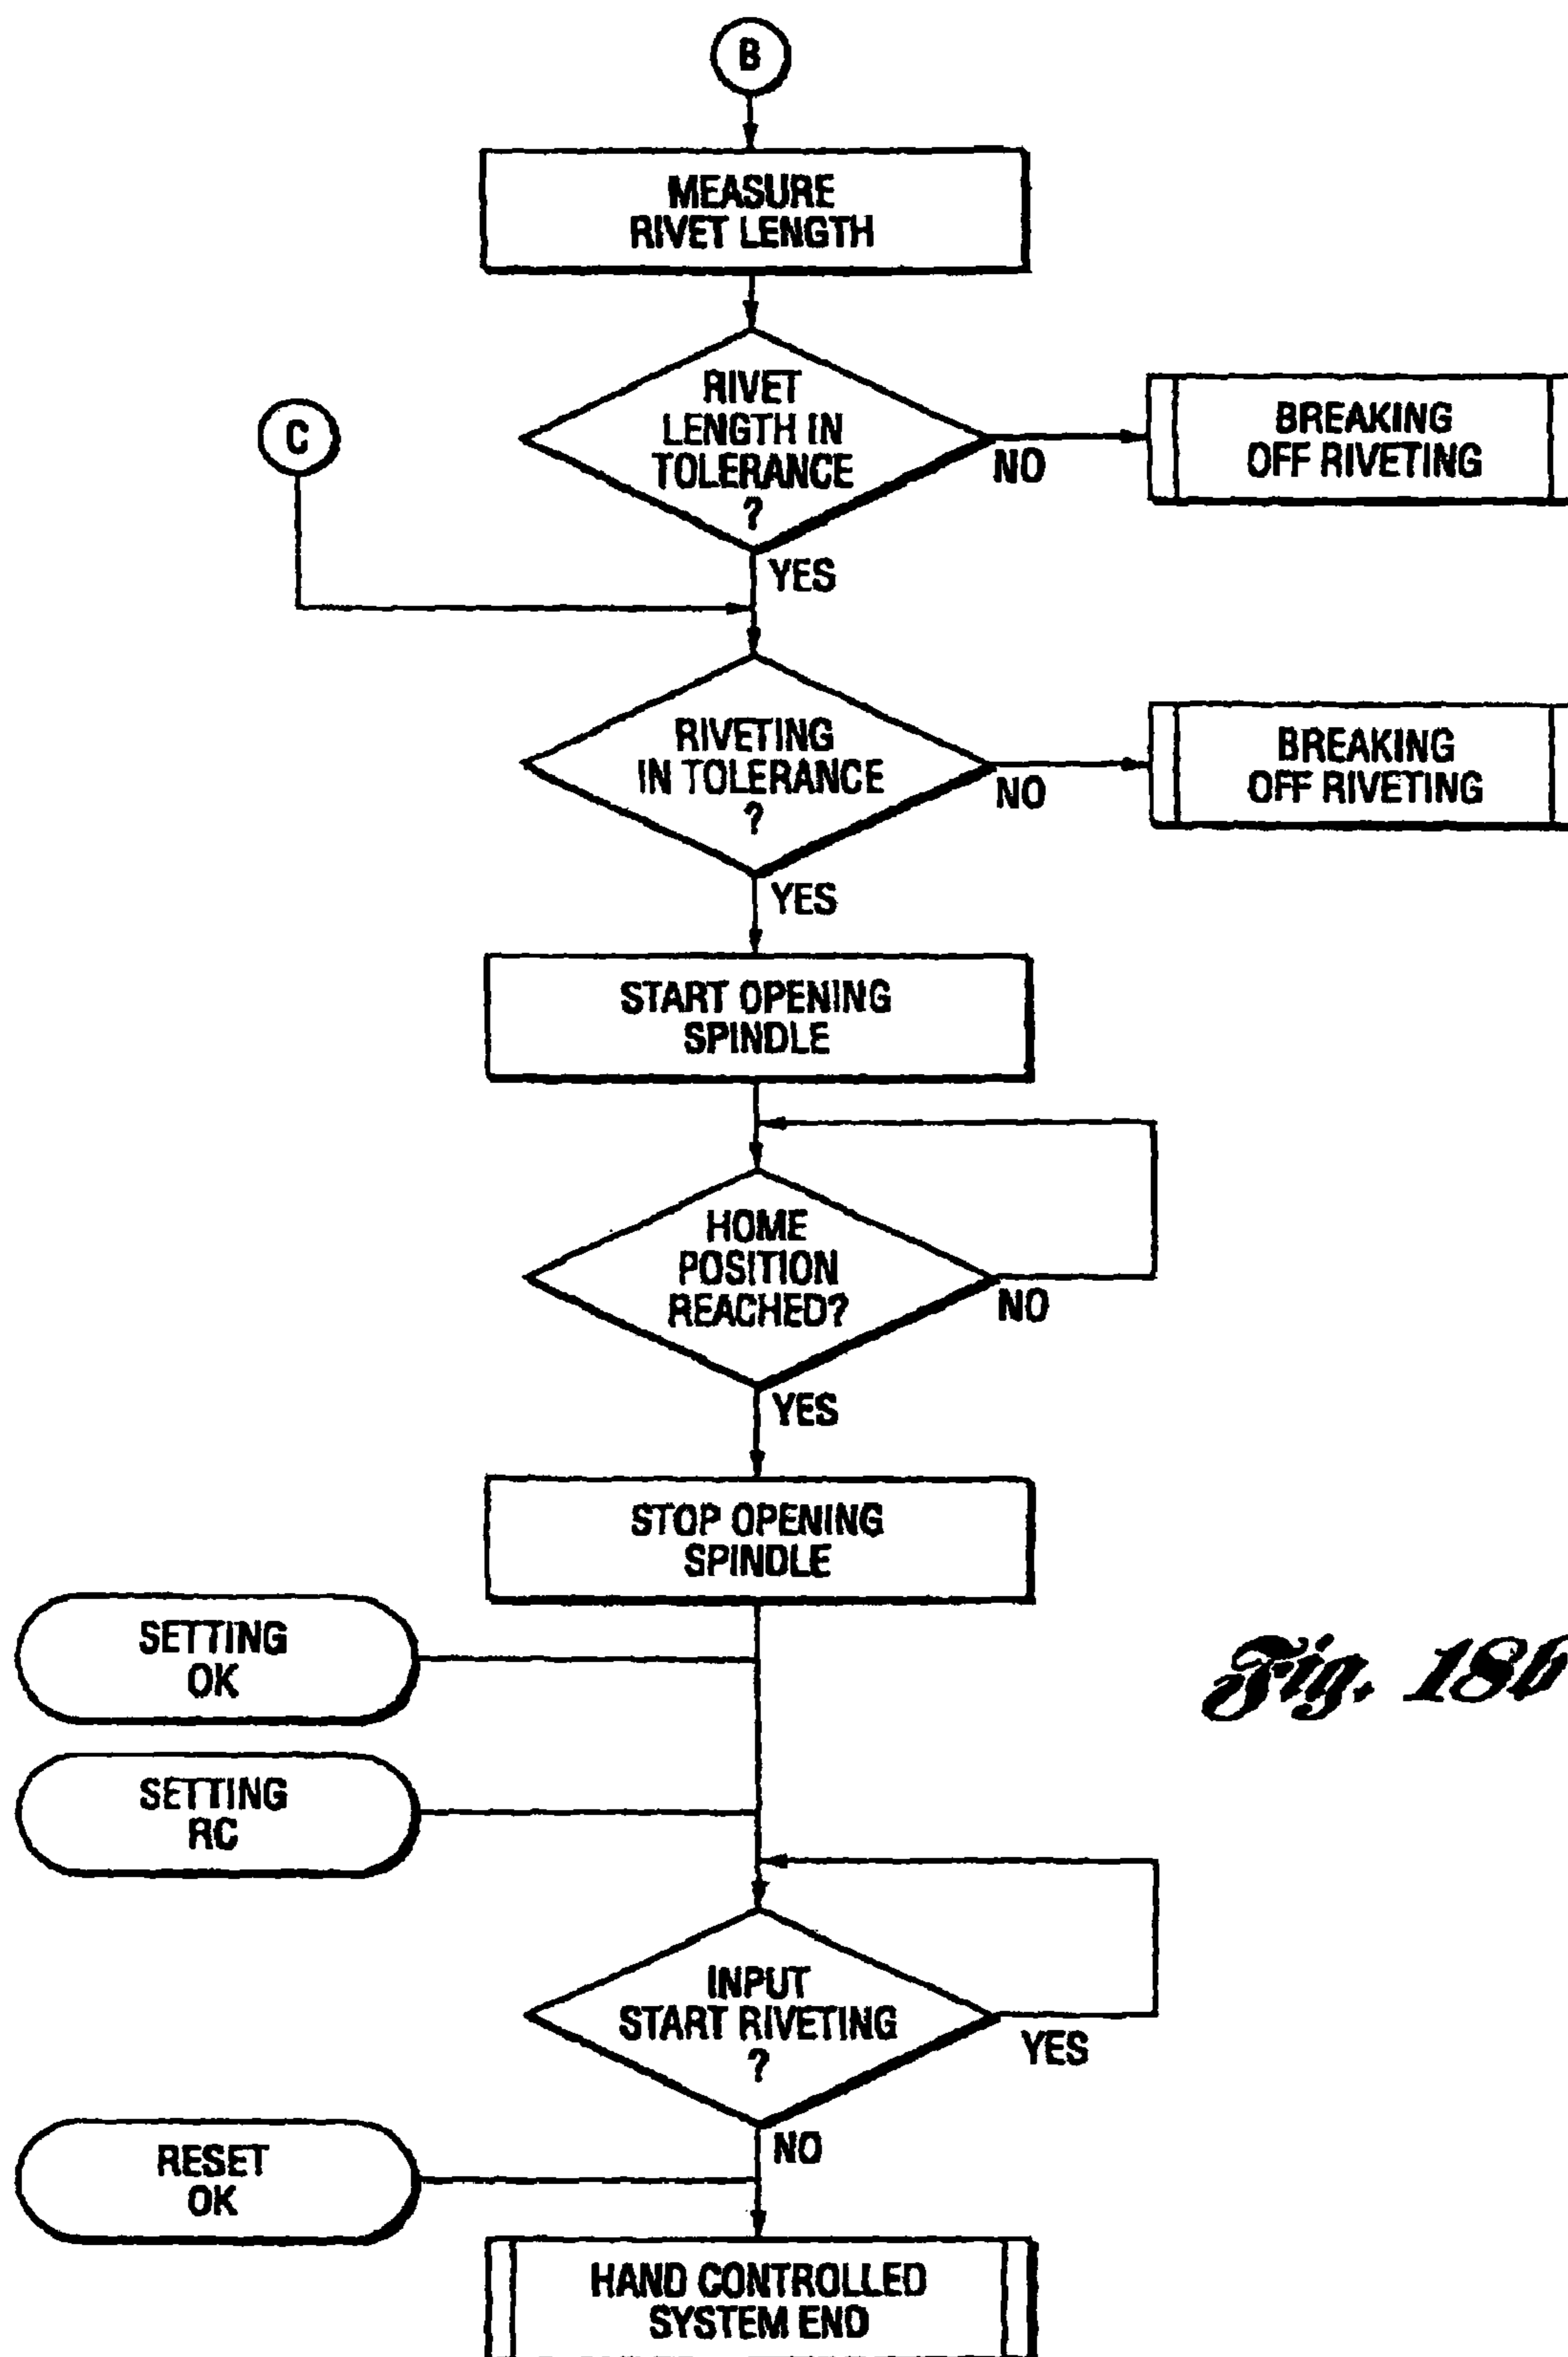 B
MEASURE
RIVET LENGTH
RIVET
LENGTH IN
TOLERANCE
?
NO
BREAKING
OFF RIVETING
C
YES
RIVETING
IN TOLERANCE
?
NO
BREAKING
OFF RIVETING
YES
START OPENING
SPINDLE
HOME
POSITION
REACHED?
NO
YES
STOP OPENING
SPINDLE
SETTING
OK
Fig. 18b
SETTING
RC
INPUT
START RIVETING
?
YES
NO
RESET
OK
HAND CONTROLLED
SYSTEM END